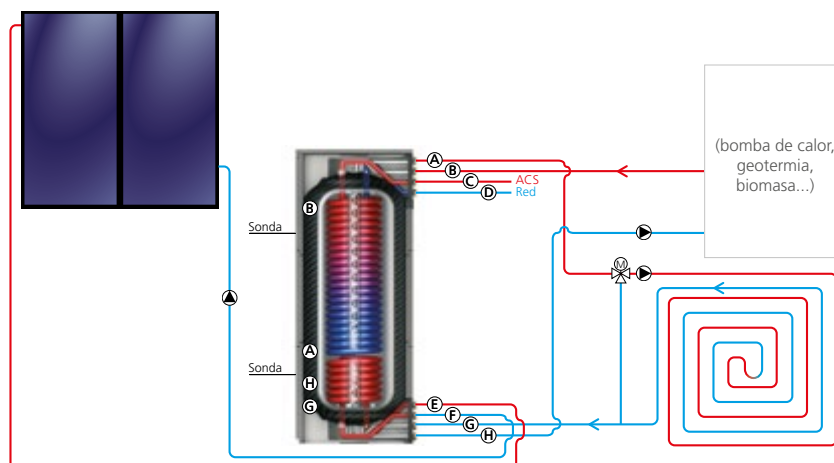 A
B
C ACS
D Red
(bomba de calor,
geotermia,
biomasa...)
B
Sonda
M
A
Sonda
H
G
E
F
G
H